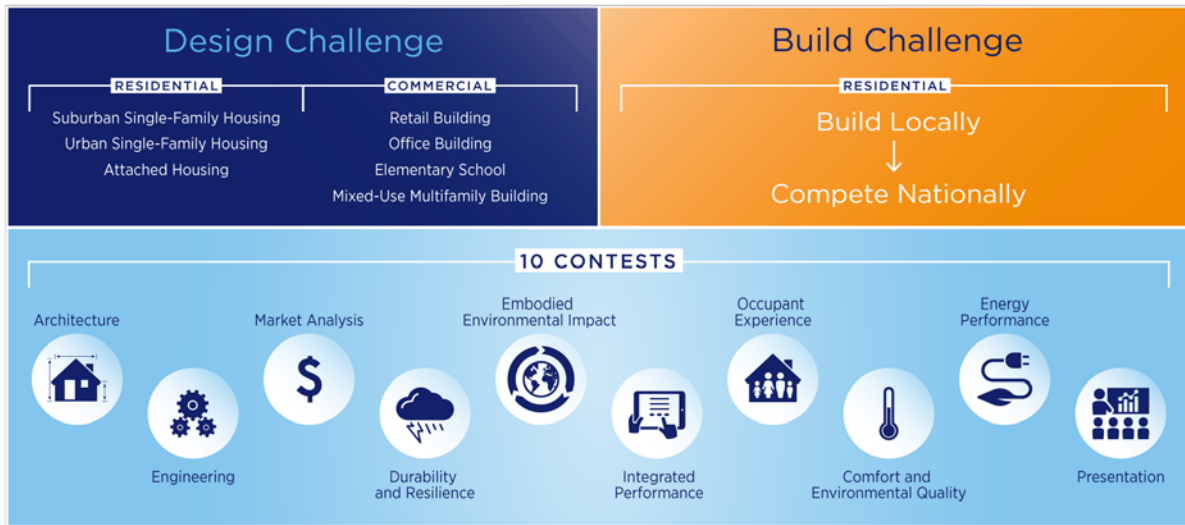 Design Challenge
RESIDENTIAL
Suburban Single-Family Housing
Urban Single-Family Housing
Attached Housing
COMMERCIAL
Retail Building
Office Building
Elementary School
Mixed-Use Multifamily Building
Build Challenge
RESIDENTIAL
Build Locally
Compete Nationally
10 CONTESTS
Architecture
Engineering
Market Analysis
$
Durability
and Resilience
Embodied
Environmental Impact
Integrated
Performance
Occupant
Experience
Comfort and
Environmental Quality
Energy
Performance
Presentation